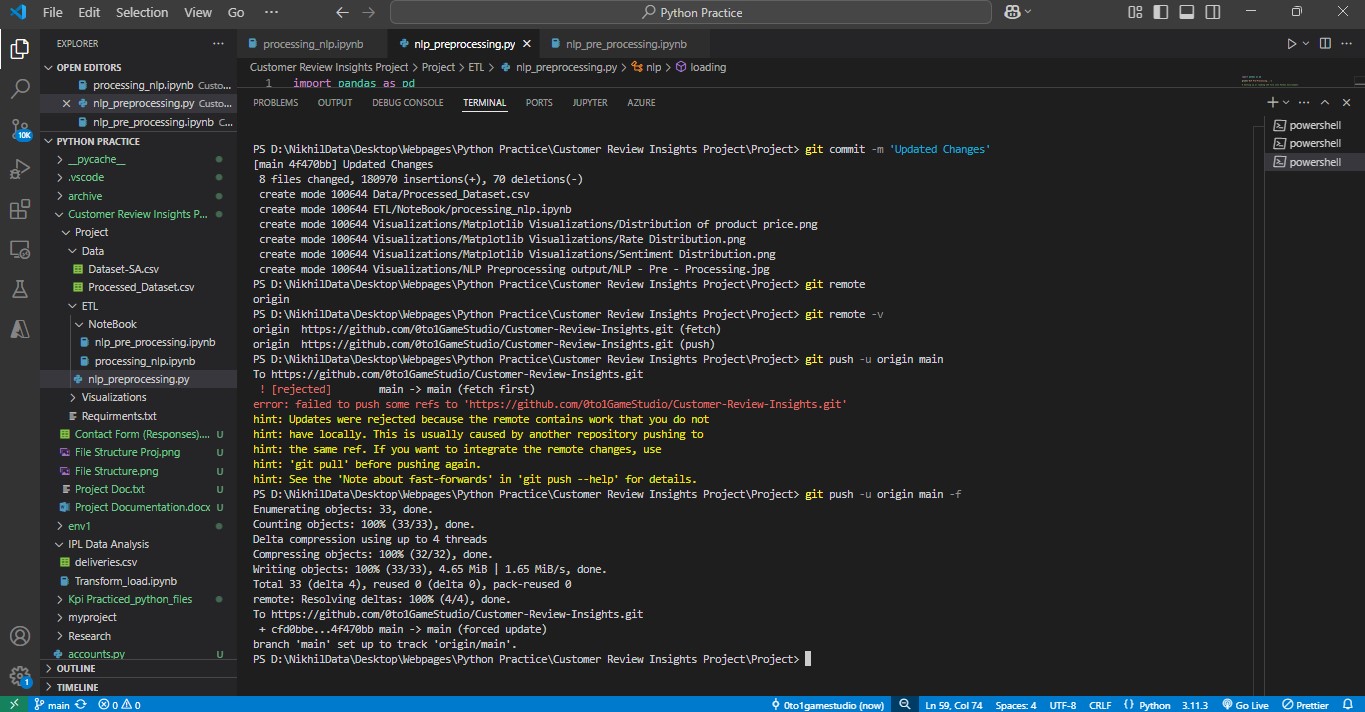 File Edit Selection View Go ··· Python Practice
EXPLORER ···
OPEN EDITORS
processing_nlp.ipynb Custo...
nlp_preprocessing.py Custo...
nlp_pre_processing.ipynb C...
PYTHON PRACTICE
__pycache__
.vscode
archive
Customer Review Insights P...
Project
Data
Dataset-SA.csv
Processed_Dataset.csv
ETL
NoteBook
nlp_pre_processing.ipynb
processing_nlp.ipynb
nlp_preprocessing.py
Visualizations
Requirments.txt
Contact Form (Responses).... U
File Structure Proj.png U
File Structure.png U
Project Doc.txt U
Project Documentation.docx U
env1
IPL Data Analysis
deliveries.csv
Transform_load.ipynb
Kpi Practiced_python_files
myproject
Research
accounts.py U
OUTLINE
TIMELINE
10K
1
processing_nlp.ipynb nlp_preprocessing.py nlp_pre_processing.ipynb
Customer Review Insights Project > Project > ETL > nlp_preprocessing.py > nlp > loading
1 import pandas as pd
PROBLEMS OUTPUT DEBUG CONSOLE TERMINAL PORTS JUPYTER AZURE
PS D:\NikhilData\Desktop\Webpages\Python Practice\Customer Review Insights Project\Project> git commit -m 'Updated Changes'
[main 4f470bb] Updated Changes
8 files changed, 180970 insertions(+), 70 deletions(-)
create mode 100644 Data/Processed_Dataset.csv
create mode 100644 ETL/NoteBook/processing_nlp.ipynb
create mode 100644 Visualizations/Matplotlib Visualizations/Distribution of product price.png
create mode 100644 Visualizations/Matplotlib Visualizations/Rate Distribution.png
create mode 100644 Visualizations/Matplotlib Visualizations/Sentiment Distribution.png
create mode 100644 Visualizations/NLP Preprocessing output/NLP - Pre - Processing.jpg
PS D:\NikhilData\Desktop\Webpages\Python Practice\Customer Review Insights Project\Project> git remote
origin
PS D:\NikhilData\Desktop\Webpages\Python Practice\Customer Review Insights Project\Project> git remote -v
origin https://github.com/0to1GameStudio/Customer-Review-Insights.git (fetch)
origin https://github.com/0to1GameStudio/Customer-Review-Insights.git (push)
PS D:\NikhilData\Desktop\Webpages\Python Practice\Customer Review Insights Project\Project> git push -u origin main
To https://github.com/0to1GameStudio/Customer-Review-Insights.git
! [rejected] main -> main (fetch first)
error: failed to push some refs to 'https://github.com/0to1GameStudio/Customer-Review-Insights.git'
hint: Updates were rejected because the remote contains work that you do not
hint: have locally. This is usually caused by another repository pushing to
hint: the same ref. If you want to integrate the remote changes, use
hint: 'git pull' before pushing again.
hint: See the 'Note about fast-forwards' in 'git push --help' for details.
PS D:\NikhilData\Desktop\Webpages\Python Practice\Customer Review Insights Project\Project> git push -u origin main -f
Enumerating objects: 33, done.
Counting objects: 100% (33/33), done.
Delta compression using up to 4 threads
Compressing objects: 100% (32/32), done.
Writing objects: 100% (33/33), 4.65 MiB | 1.65 MiB/s, done.
Total 33 (delta 4), reused 0 (delta 0), pack-reused 0
remote: Resolving deltas: 100% (4/4), done.
To https://github.com/0to1GameStudio/Customer-Review-Insights.git
+ cfd0bbe...4f470bb main -> main (forced update)
branch 'main' set up to track 'origin/main'.
PS D:\NikhilData\Desktop\Webpages\Python Practice\Customer Review Insights Project\Project>
powershell
powershell
powershell
main 0 0 0to1gamestudio (now) Ln 59, Col 74 Spaces: 4 UTF-8 CRLF Python 3.11.3 Go Live Prettier